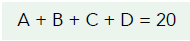 A + B + C + D = 20